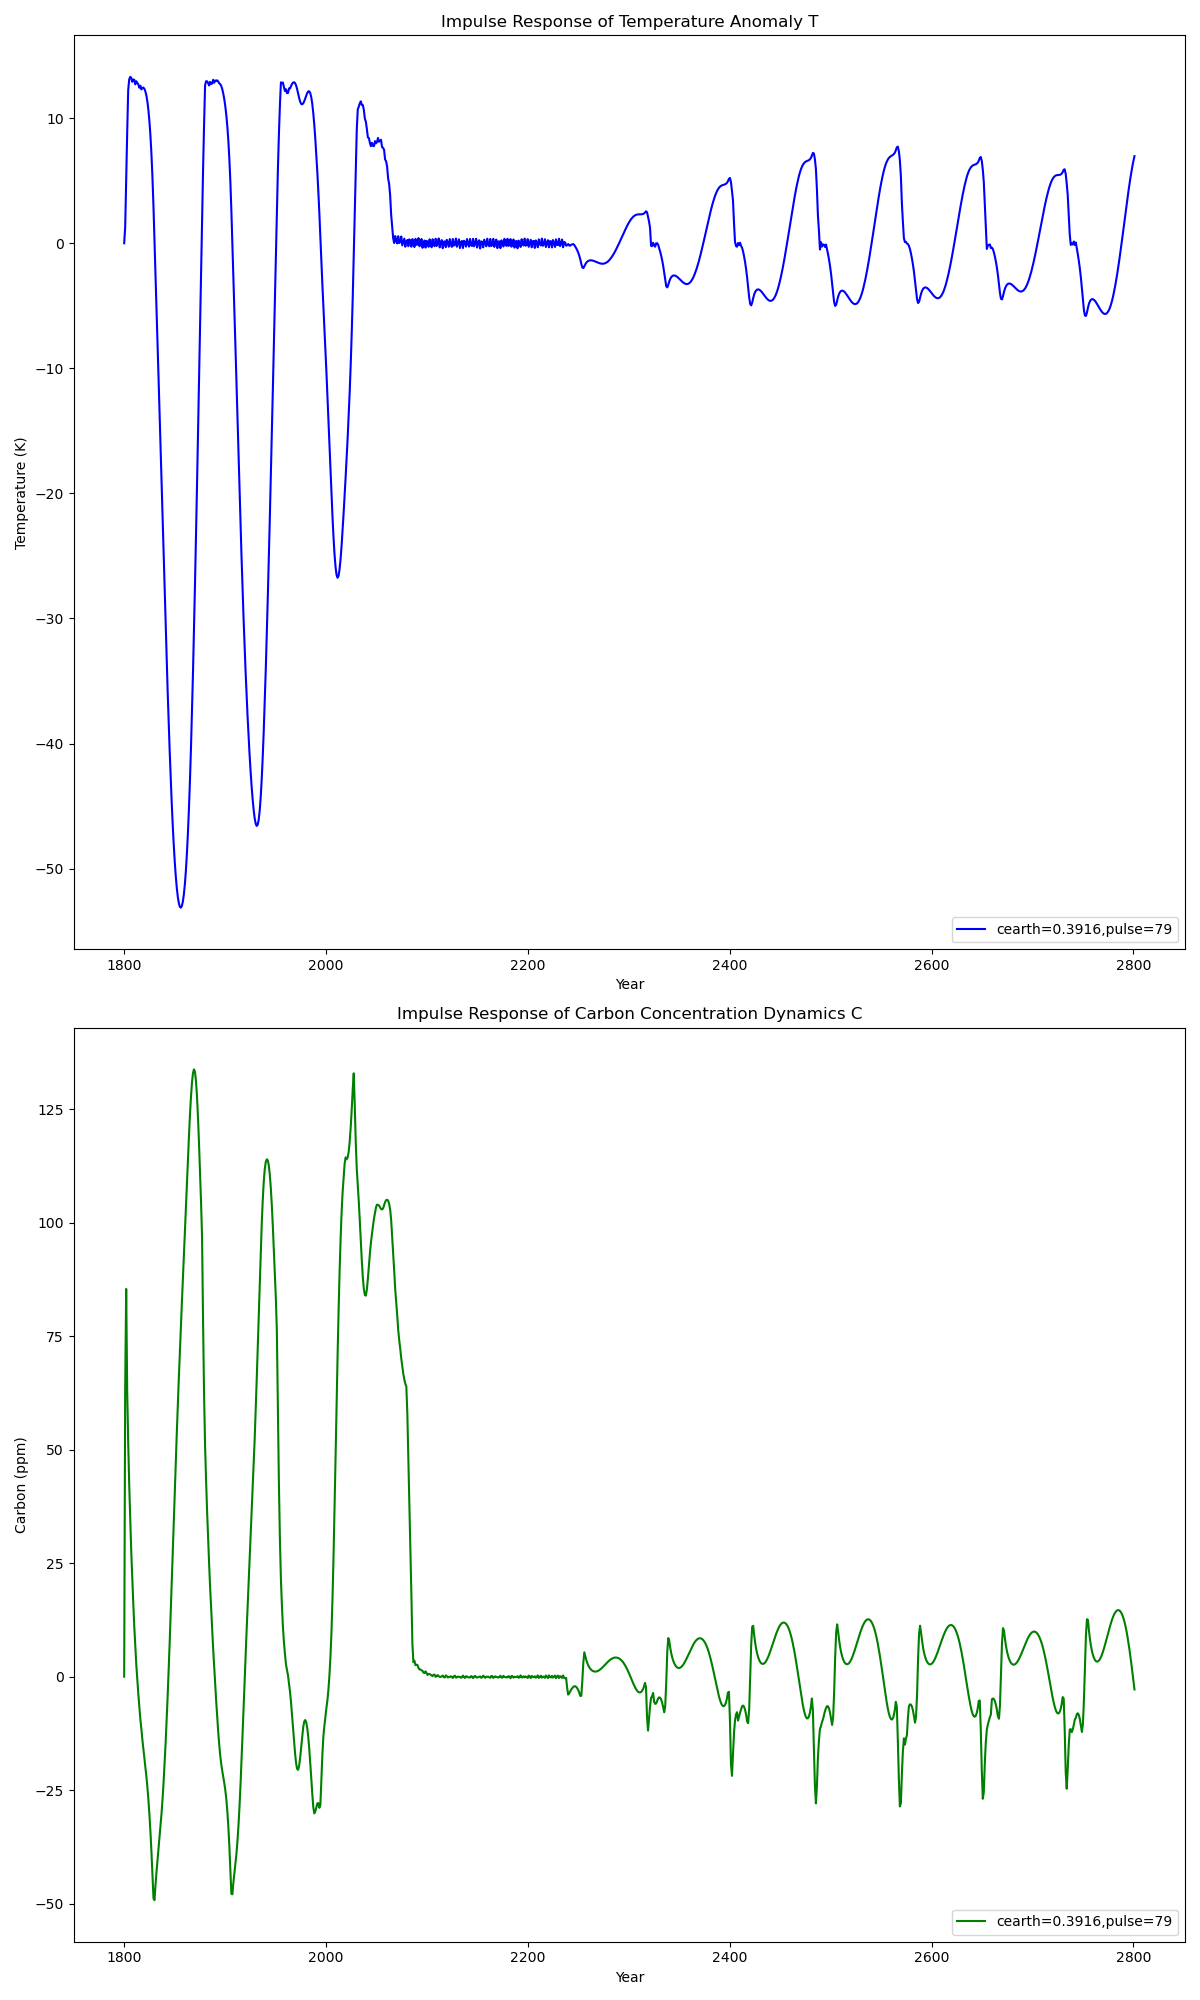 Impulse Response of Temperature Anomaly T
Temperature (K)
10
0
−10
−20
−30
−40
−50
cearth=0.3916,pulse=79
1800 2000 2200 2400 2600 2800
Year
Impulse Response of Carbon Concentration Dynamics C
Carbon (ppm)
125
100
75
50
25
0
−25
−50
cearth=0.3916,pulse=79
1800 2000 2200 2400 2600 2800
Year